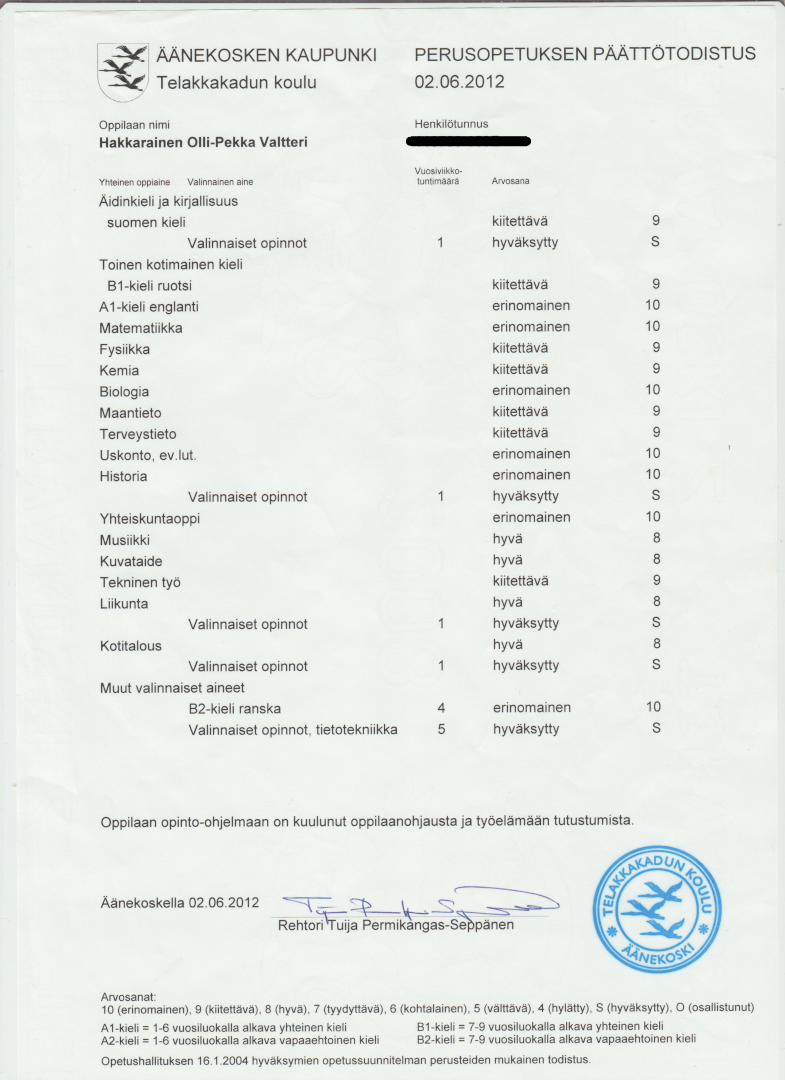 ÄÄNEKOSKEN KAUPUNKI PERUSOPETUKSEN PÄÄTTÖTODISTUS
Telakkakadun koulu 02.06.2012
Oppilaan nimi Henkilötunnus
Hakkarainen Olli-Pekka Valtteri
Yhteinen oppiaine Valinnainen aine Vuosiviikko-tuntimäärä Arvosana
Äidinkieli ja kirjallisuus
suomen kieli kiitettävä 9
Valinnaiset opinnot 1 hyväksytty S
Toinen kotimainen kieli
B1-kieli ruotsi kiitettävä 9
A1-kieli englanti erinomainen 10
Matematiikka erinomainen 10
Fysiikka kiitettävä 9
Kemia kiitettävä 9
Biologia erinomainen 10
Maantieto kiitettävä 9
Terveystieto kiitettävä 9
Uskonto, ev.lut. erinomainen 10
Historia erinomainen 10
Valinnaiset opinnot 1 hyväksytty S
Yhteiskuntaoppi erinomainen 10
Musiikki hyvä 8
Kuvataide hyvä 8
Tekninen työ kiitettävä 9
Liikunta hyvä 8
Valinnaiset opinnot 1 hyväksytty S
Kotitalous hyvä 8
Valinnaiset opinnot 1 hyväksytty S
Muut valinnaiset aineet
B2-kieli ranska 4 erinomainen 10
Valinnaiset opinnot, tietotekniikka 5 hyväksytty S
Oppilaan opinto-ohjelmaan on kuulunut oppilaanohjausta ja työelämään tutustumista.
Äänekoskella 02.06.2012
Rehtori Tuija Permikangas-Seppänen
TELAKKAKADUN KOULU
ÄÄNEKOSKI
Arvosanat:
10 (erinomainen), 9 (kiitettävä), 8 (hyvä), 7 (tyydyttävä), 6 (kohtalainen), 5 (välttävä), 4 (hylätty), S (hyväksytty), O (osallistunut)
A1-kieli = 1-6 vuosiluokalla alkava yhteinen kieli B1-kieli = 7-9 vuosiluokalla alkava yhteinen kieli
A2-kieli = 1-6 vuosiluokalla alkava vapaaehtoinen kieli B2-kieli = 7-9 vuosiluokalla alkava vapaaehtoinen kieli
Opetushallituksen 16.1.2004 hyväksymien opetussuunnitelman perusteiden mukainen todistus.